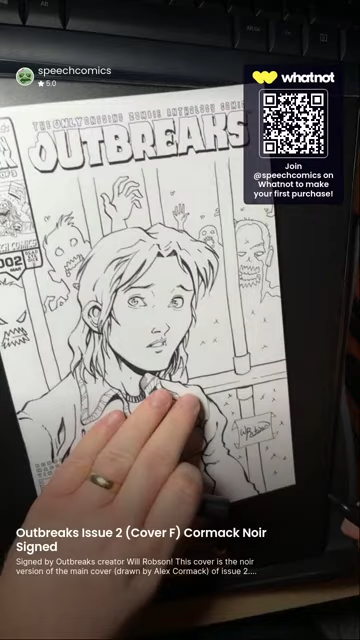 speechcomics
★ 5.0
whatnot
Join
@speechcomics on
Whatnot to make
your first purchase!
THE ONLY ONGOING ZOMBIE ANTHOLOGY COMIC
OUTBREAKS
002
Outbreaks Issue 2 (Cover F) Cormack Noir
Signed
Signed by Outbreaks creator Will Robson! This cover is the noir
version of the main cover (drawn by Alex Cormack) of issue 2....